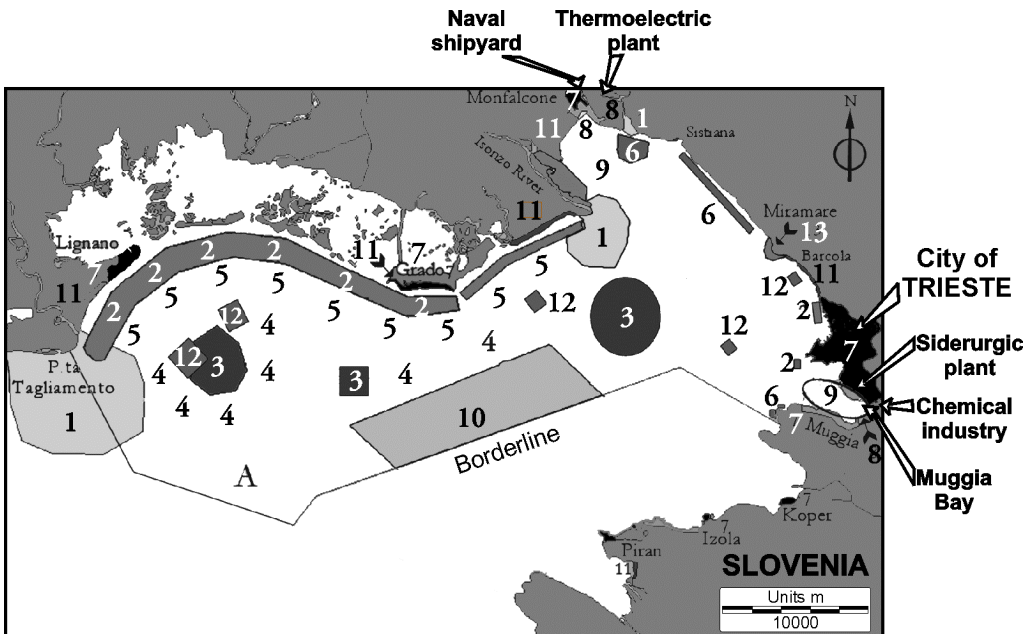 Naval
shipyard
Thermoelectric
plant
Monfalcone
7
8
1
N
11
8
Sistiana
Isonzo River
6
9
6
Miramare
13
11
1
Lignano
2
2
2
11
7
Barcola
11
City of
TRIESTE
7
2
5
5
Grado
5
12
11
2
5
2
5
12
3
2
12
2
5
12
4
5
5
4
7
Siderurgic
plant
P.ta
Tagliamento
12
3
4
3
4
2
4
1
4
4
10
6
9
Chemical
industry
7
Muggia
8
Borderline
A
Muggia
Bay
7
Koper
7
Izola
Piran
11
SLOVENIA
Units m
10000